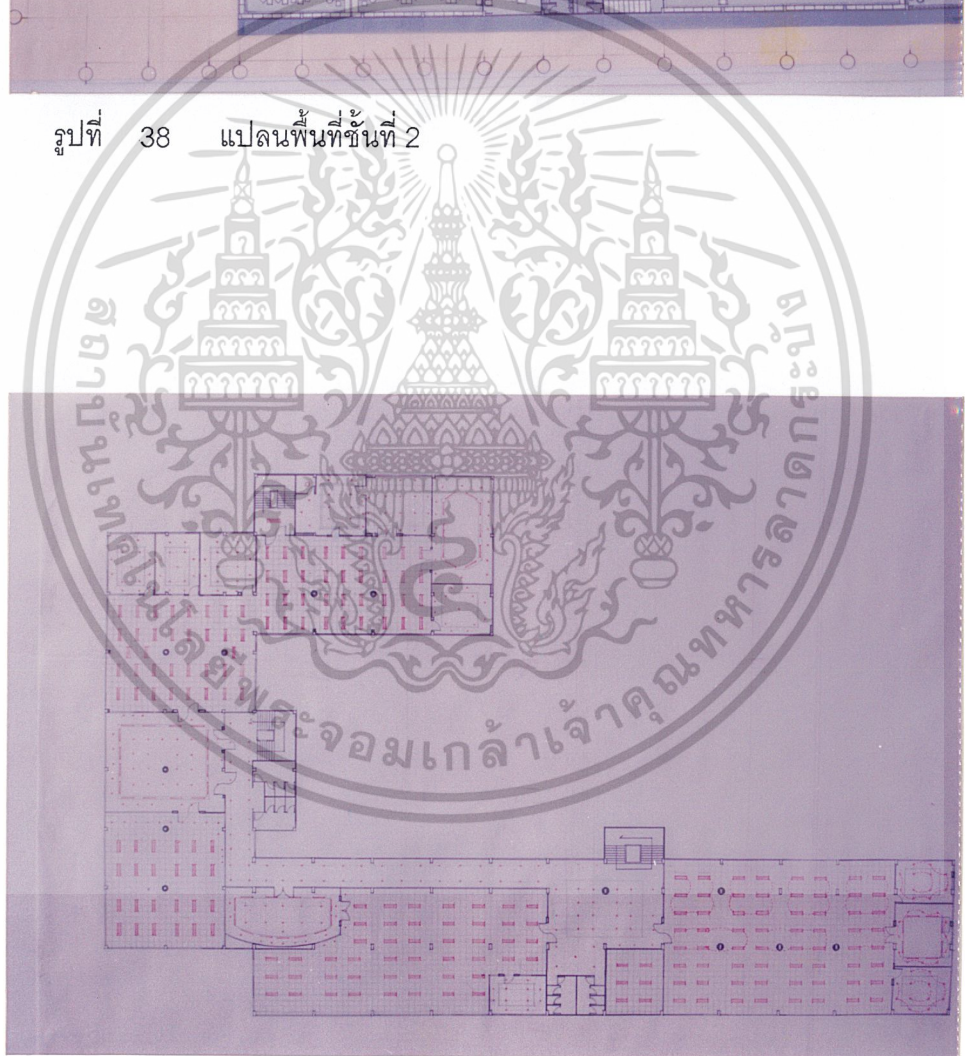 รูปที่ 38 แปลนพื้นที่ชั้นที่ 2
สถาบันเทคโนโลยีพระจอมเกล้าเจ้าคุณทหารลาดกระบัง